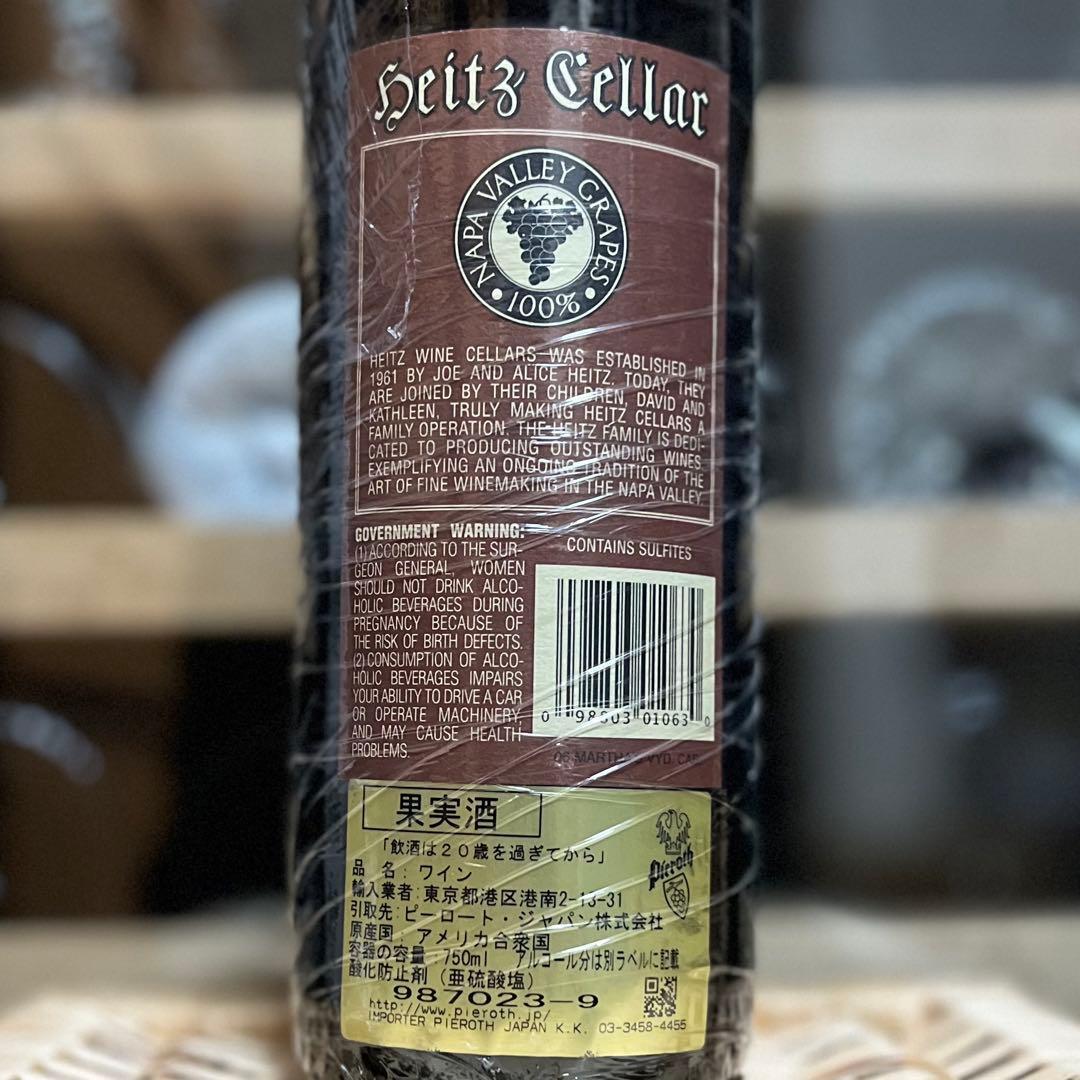 Heitz Cellar
NAPA VALLEY GRAPES
• 100% •
HEITZ WINE CELLARS WAS ESTABLISHED IN
1961 BY JOE AND ALICE HEITZ. TODAY, THEY
ARE JOINED BY THEIR CHILDREN, DAVID AND
KATHLEEN, TRULY MAKING HEITZ CELLARS A
FAMILY OPERATION. THE HEITZ FAMILY IS DEDI-
CATED TO PRODUCING OUTSTANDING WINES
EXEMPLIFYING AN ONGOING TRADITION OF THE
ART OF FINE WINEMAKING IN THE NAPA VALLEY
GOVERNMENT WARNING:
(1) ACCORDING TO THE SUR-
GEON GENERAL WOMEN
SHOULD NOT DRINK ALCO-
HOLIC BEVERAGES DURING
PREGNANCY BECAUSE OF
THE RISK OF BIRTH DEFECTS.
(2) CONSUMPTION OF ALCO-
HOLIC BEVERAGES IMPAIRS
YOUR ABILITY TO DRIVE A CAR
OR OPERATE MACHINERY,
AND MAY CAUSE HEALTH
PROBLEMS.
CONTAINS SULFITES
0 01063 0
06 MARTHA'S VYD. CAB
果実酒
「飲酒は20歳を過ぎてから」
品 名:ワイン
輸入業者:東京都港区港南2-13-31
引取先:ピーロート・ジャパン株式会社
原産国 アメリカ合衆国
容器の容量:750ml アルコール分は別ラベルに記載
酸化防止剤(亜硫酸塩)
987023-9
http://www.pieroth.jp/
IMPORTER PIEROTH JAPAN K.K. 03-3458-4455
Pieroth